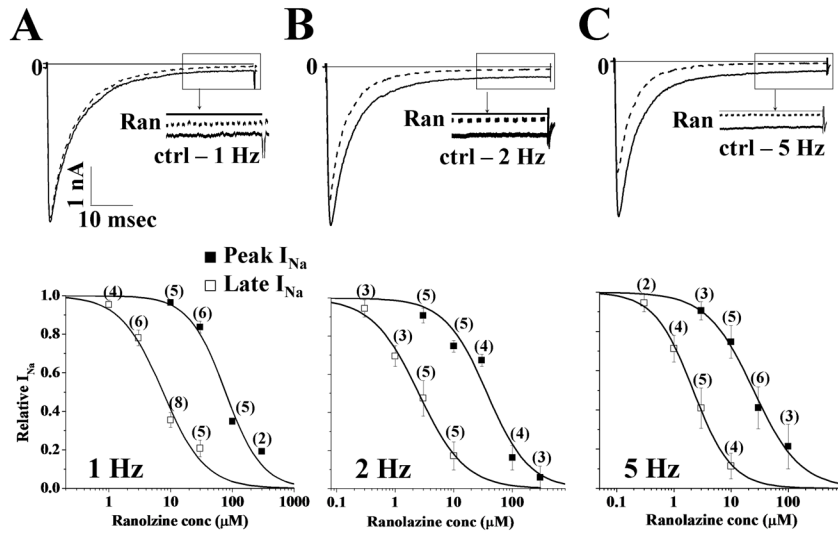 A
B
C
0
0
0
Ran
Ran
Ran
ctrl – 1 Hz
ctrl – 2 Hz
ctrl – 5 Hz
1 nA
10 msec
Peak INa
Late INa
Relative INa
1.0
0.8
0.6
0.4
0.2
0.0
(4)
(5)
(6)
(6)
(8)
(5)
(5)
(2)
1 Hz
1
10
100
1000
Ranolzine conc (μM)
(3)
(5)
(3)
(5)
(4)
(5)
(5)
(4)
(3)
2 Hz
0.1
1
10
100
Ranolazine conc (μM)
(2)
(3)
(4)
(5)
(5)
(6)
(4)
(3)
5 Hz
0.1
1
10
100
Ranolazine conc (μM)